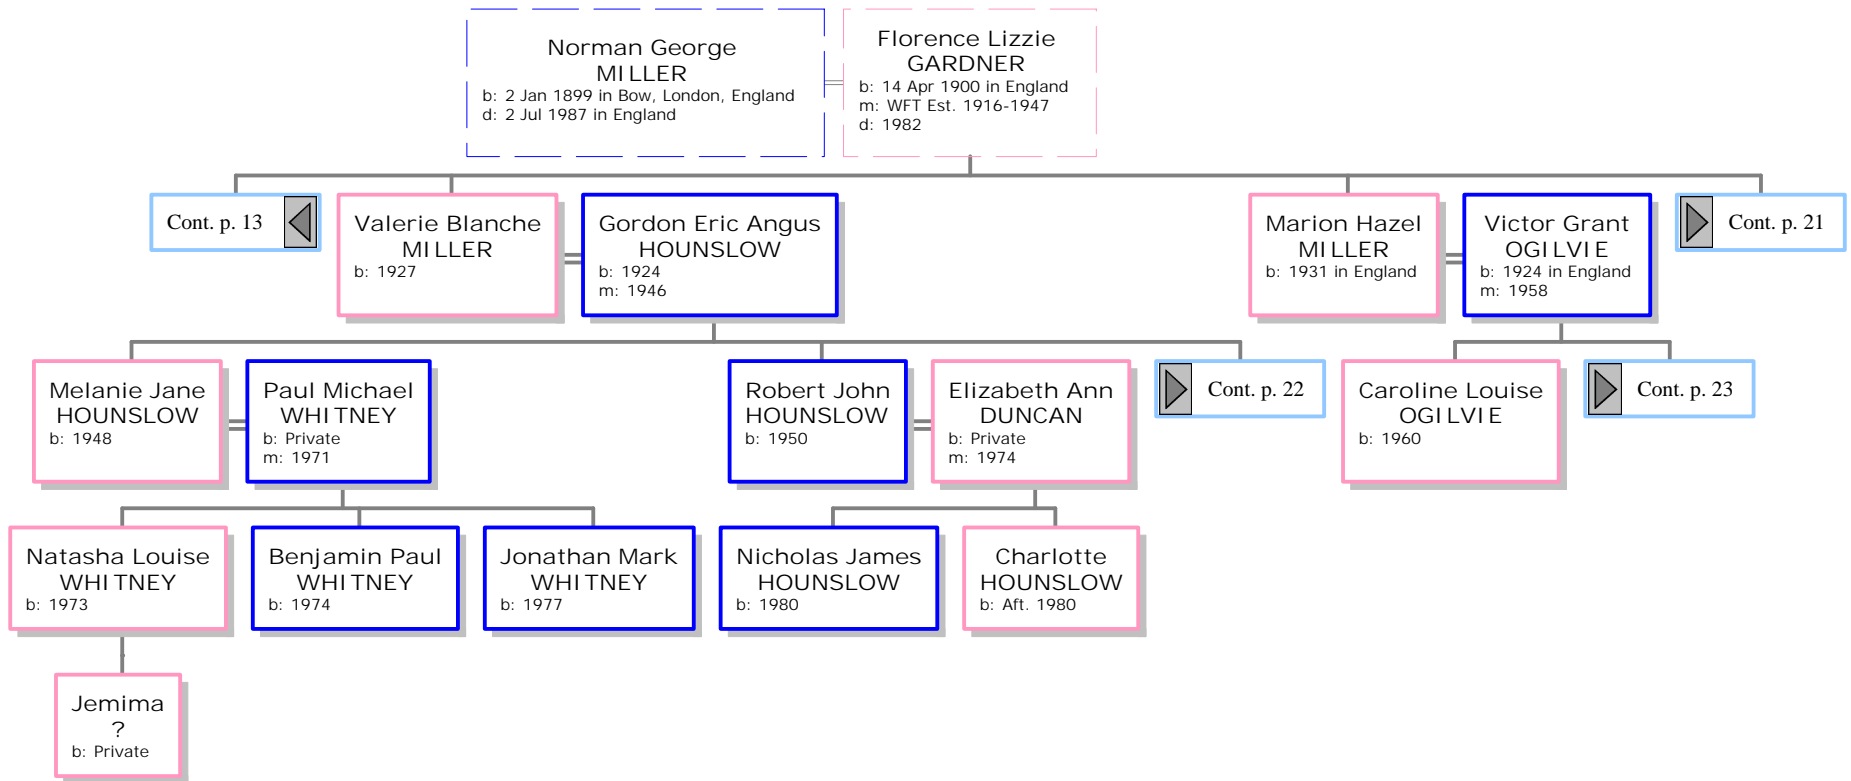 Norman George
MILLER
b: 2 Jan 1899 in Bow, London, England
d: 2 Jul 1987 in England
Florence Lizzie
GARDNER
b: 14 Apr 1900 in England
m: WFT Est. 1916-1947
d: 1982
Cont. p. 13
Valerie Blanche
MILLER
b: 1927
Gordon Eric Angus
HOUNSLOW
b: 1924
m: 1946
Marion Hazel
MILLER
b: 1931 in England
Victor Grant
OGILVIE
b: 1924 in England
m: 1958
Cont. p. 21
Melanie Jane
HOUNSLOW
b: 1948
Paul Michael
WHITNEY
b: Private
m: 1971
Robert John
HOUNSLOW
b: 1950
Elizabeth Ann
DUNCAN
b: Private
m: 1974
Cont. p. 22
Caroline Louise
OGILVIE
b: 1960
Cont. p. 23
Natasha Louise
WHITNEY
b: 1973
Benjamin Paul
WHITNEY
b: 1974
Jonathan Mark
WHITNEY
b: 1977
Nicholas James
HOUNSLOW
b: 1980
Charlotte
HOUNSLOW
b: Aft. 1980
Jemima
?
b: Private